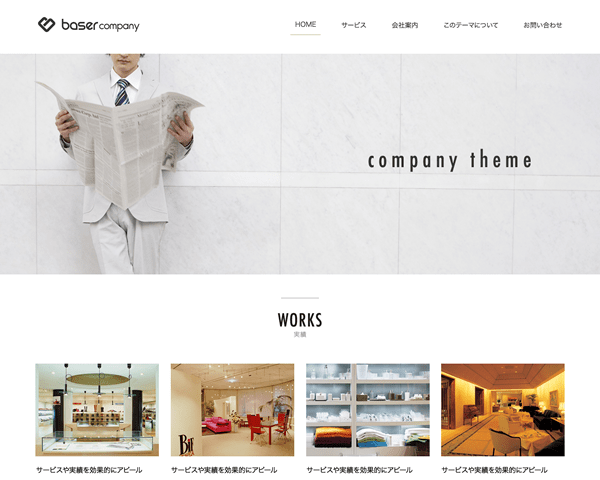 baser company
HOME サービス 会社案内 このテーマについて お問い合わせ
company theme
WORKS
実績
サービスや実績を効果的にアピール サービスや実績を効果的にアピール サービスや実績を効果的にアピール サービスや実績を効果的にアピール